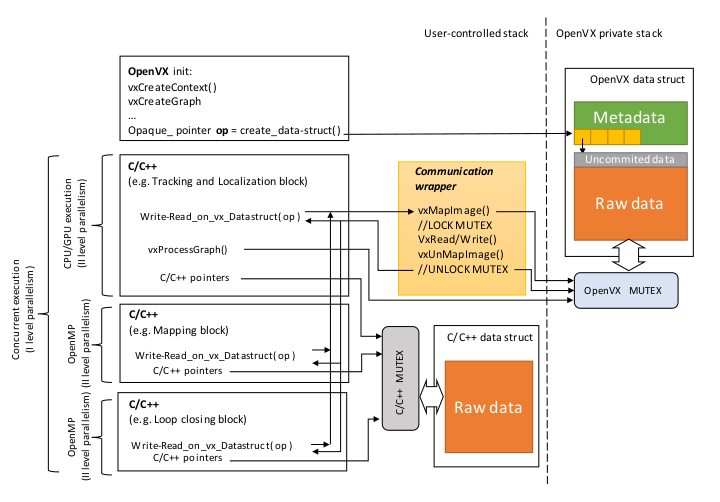 User-controlled stack
OpenVX private stack
OpenVX init:
vxCreateContext()
vxCreateGraph
...
Opaque_ pointer op = create_data-struct()
OpenVX data struct
Metadata
Uncommited data
Raw data
OpenVX MUTEX
Concurrent execution
(I level parallelism)
CPU/GPU execution
(II level parallelism)
C/C++
(e.g. Tracking and Localization block)
Write-Read_on_vx_Datastruct( op )
vxProcessGraph()
C/C++ pointers
Communication
wrapper
vxMapImage()
//LOCK MUTEX
VxRead/Write()
vxUnMapImage()
//UNLOCK MUTEX
OpenMP
(II level parallelism)
C/C++
(e.g. Mapping block)
Write-Read_on_vx_Datastruct( op )
C/C++ pointers
OpenMP
(II level parallelism)
C/C++
(e.g. Loop closing block)
Write-Read_on_vx_Datastruct( op )
C/C++ pointers
C/C++ MUTEX
C/C++ data struct
Raw data